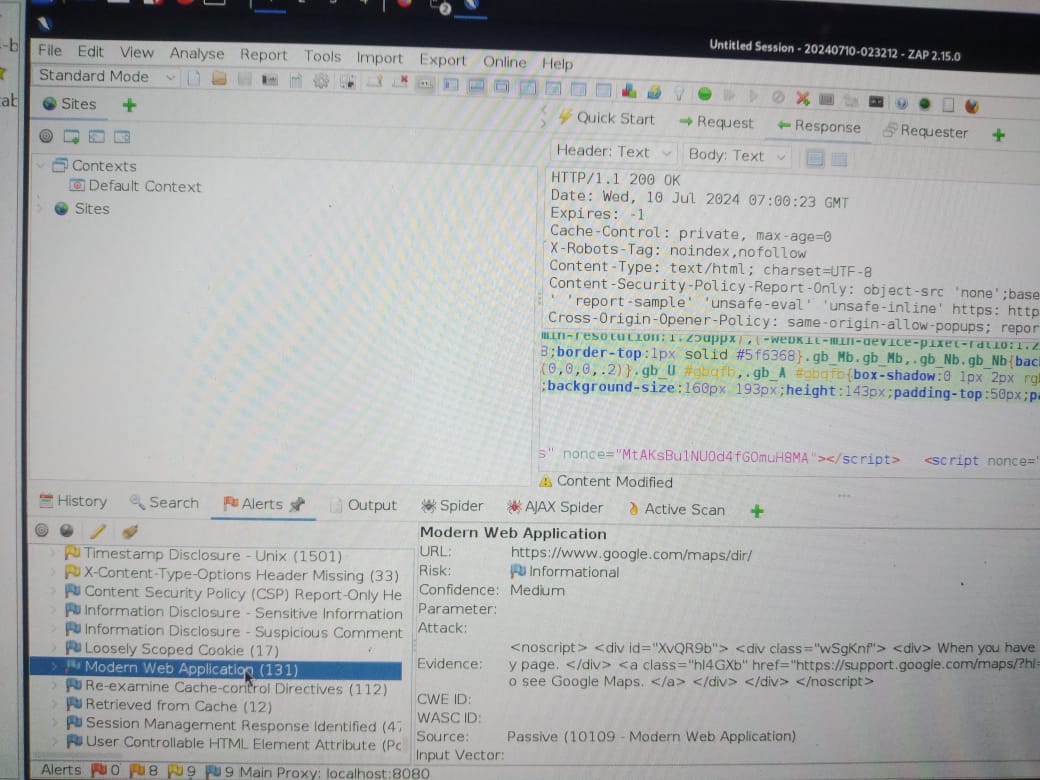 Untitled Session - 20240710-023212 - ZAP 2.15.0
File Edit View Analyse Report Tools Import Export Online Help
Standard Mode
Sites
Quick Start Request Response Requester
Header: Text Body: Text
Contexts
Default Context
Sites
HTTP/1.1 200 OK
Date: Wed, 10 Jul 2024 07:00:23 GMT
Expires: -1
Cache-Control: private, max-age=0
X-Robots-Tag: noindex,nofollow
Content-Type: text/html; charset=UTF-8
Content-Security-Policy-Report-Only: object-src 'none';base
' 'report-sample' 'unsafe-eval' 'unsafe-inline' https: http
Cross-Origin-Opener-Policy: same-origin-allow-popups; repor
min-resolution:1.25dppx),(-webkit-min-device-pixel-ratio:1.2
B;border-top:1px solid #5f6368}.gb_Mb.gb_Mb,.gb_Nb.gb_Nb{bac
(0,0,0,.2)}.gb_U #gbqfb,.gb_A #gbqfb{box-shadow:0 1px 2px rg
;background-size:160px 193px;height:143px;padding-top:50px;pa
s" nonce="MtAKsBu1NU0d4fGOmuH8MA"></script> <script nonce="
Content Modified
History Search Alerts Output Spider AJAX Spider Active Scan
Timestamp Disclosure - Unix (1501)
X-Content-Type-Options Header Missing (33)
Content Security Policy (CSP) Report-Only He
Information Disclosure - Sensitive Information
Information Disclosure - Suspicious Comment
Loosely Scoped Cookie (17)
Modern Web Application (131)
Re-examine Cache-control Directives (112)
Retrieved from Cache (12)
Session Management Response Identified (47
User Controllable HTML Element Attribute (Po
Modern Web Application
URL: https://www.google.com/maps/dir/
Risk: Informational
Confidence: Medium
Parameter:
Attack:
Evidence: <noscript> <div id="XvQR9b"> <div class="wSgKnf"> <div> When you have
y page. </div> <a class="hl4GXb" href="https://support.google.com/maps/?hl=
o see Google Maps. </a> </div> </div> </noscript>
CWE ID:
WASC ID:
Source: Passive (10109 - Modern Web Application)
Input Vector:
Alerts 0 8 9 9 Main Proxy: localhost:8080